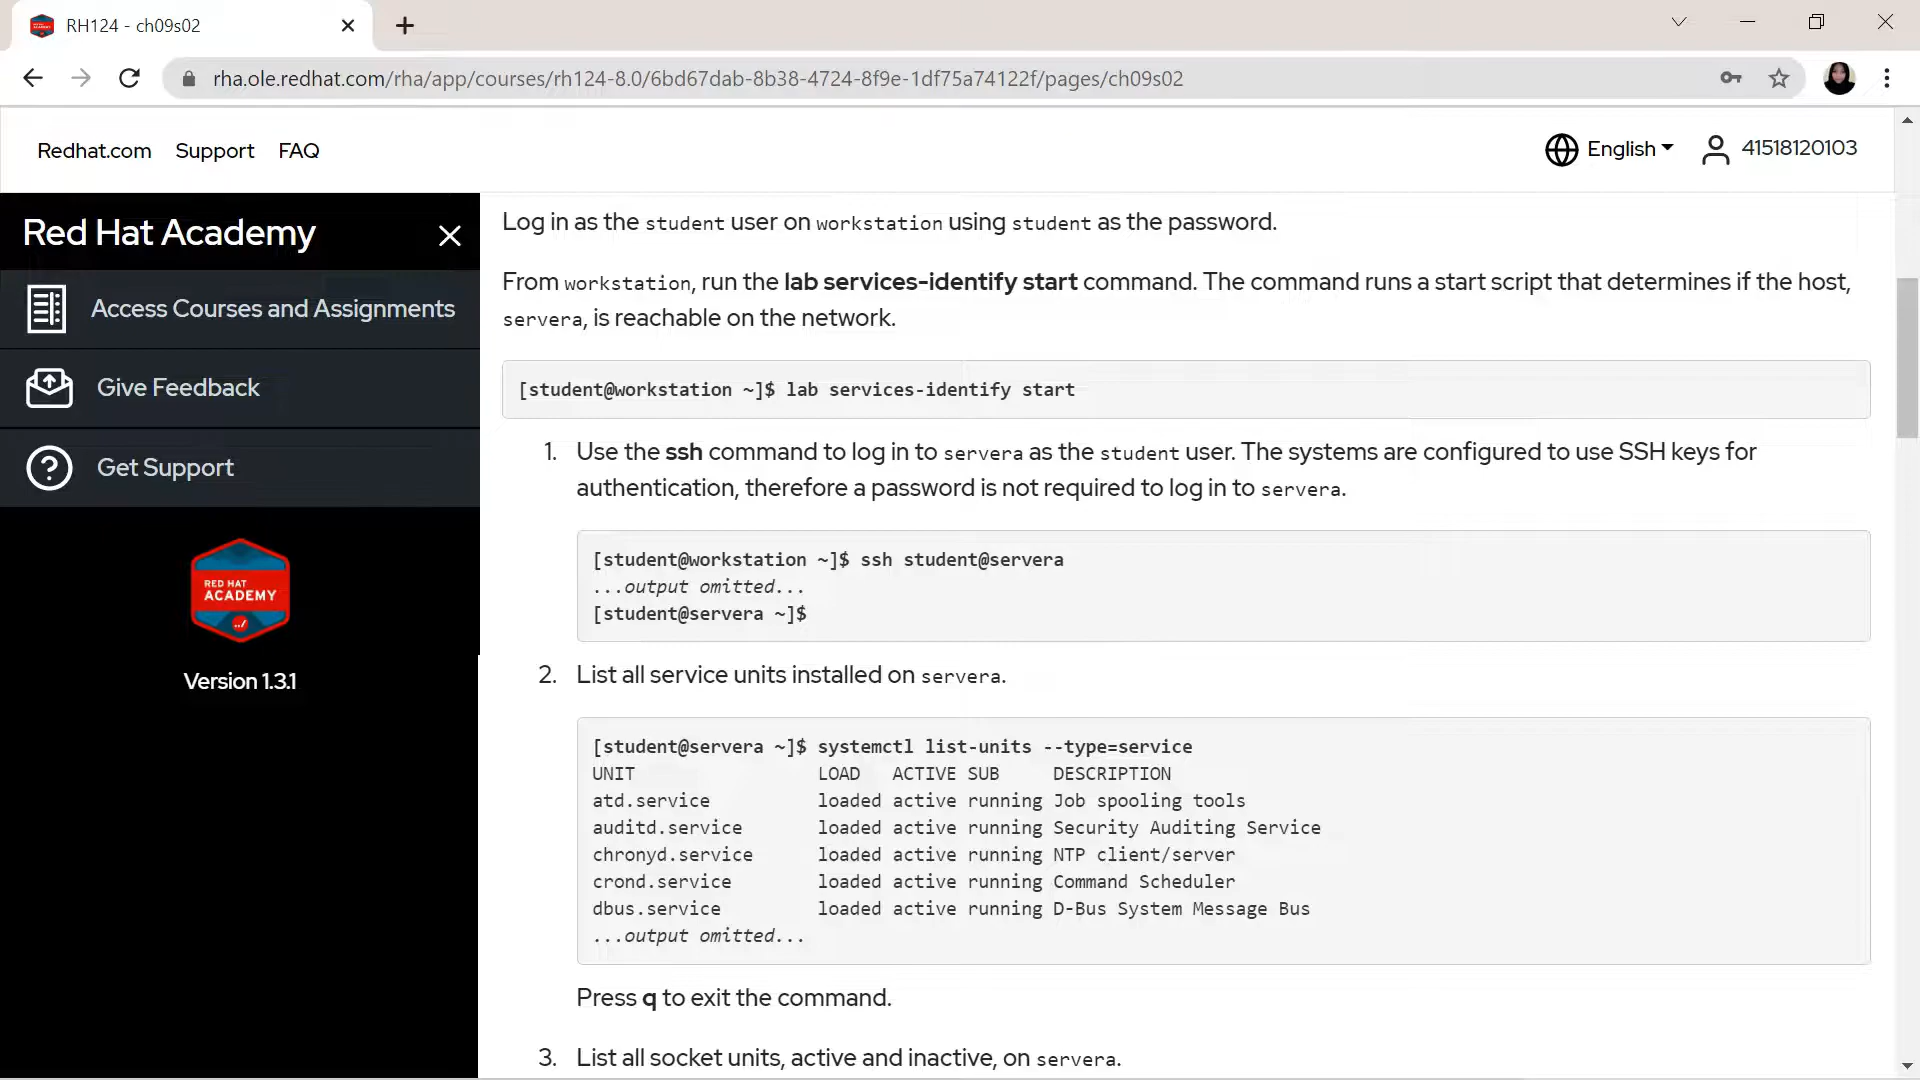 RH124 - ch09s02
rha.ole.redhat.com/rha/app/courses/rh124-8.0/6bd67dab-8b38-4724-8f9e-1df75a74122f/pages/ch09s02
Redhat.com Support FAQ English 41518120103
Red Hat Academy
Access Courses and Assignments
Give Feedback
Get Support
RED HAT
ACADEMY
Version 1.3.1
Log in as the student user on workstation using student as the password.
From workstation, run the lab services-identify start command. The command runs a start script that determines if the host,
servera, is reachable on the network.
[student@workstation ~]$ lab services-identify start
1. Use the ssh command to log in to servera as the student user. The systems are configured to use SSH keys for
authentication, therefore a password is not required to log in to servera.
[student@workstation ~]$ ssh student@servera
...output omitted...
[student@servera ~]$
2. List all service units installed on servera.
[student@servera ~]$ systemctl list-units --type=service
UNIT LOAD ACTIVE SUB DESCRIPTION
atd.service loaded active running Job spooling tools
auditd.service loaded active running Security Auditing Service
chronyd.service loaded active running NTP client/server
crond.service loaded active running Command Scheduler
dbus.service loaded active running D-Bus System Message Bus
...output omitted...
Press q to exit the command.
3. List all socket units, active and inactive, on servera.